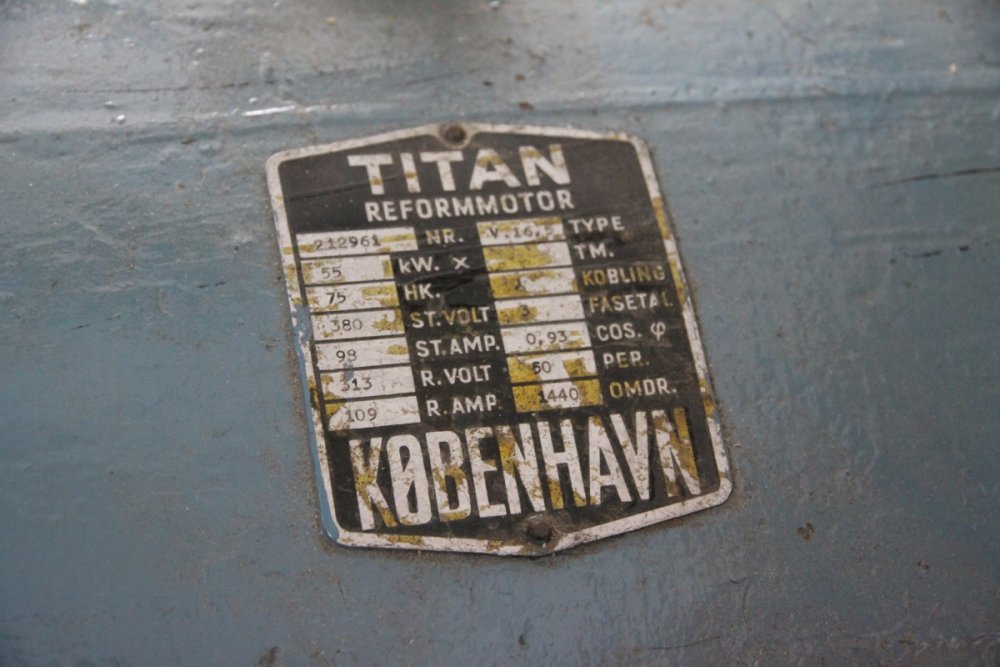 TITAN
REFORMMOTOR
212961 NR. V.16,5 TYPE
55 KW. × TM.
75 HK. KOBLING
380 ST.VOLT 3 FASETAL
98 ST.AMP. 0,93 COS. φ
313 R.VOLT 50 PER.
109 R.AMP. 1440 OMDR.
KØBENHAVN